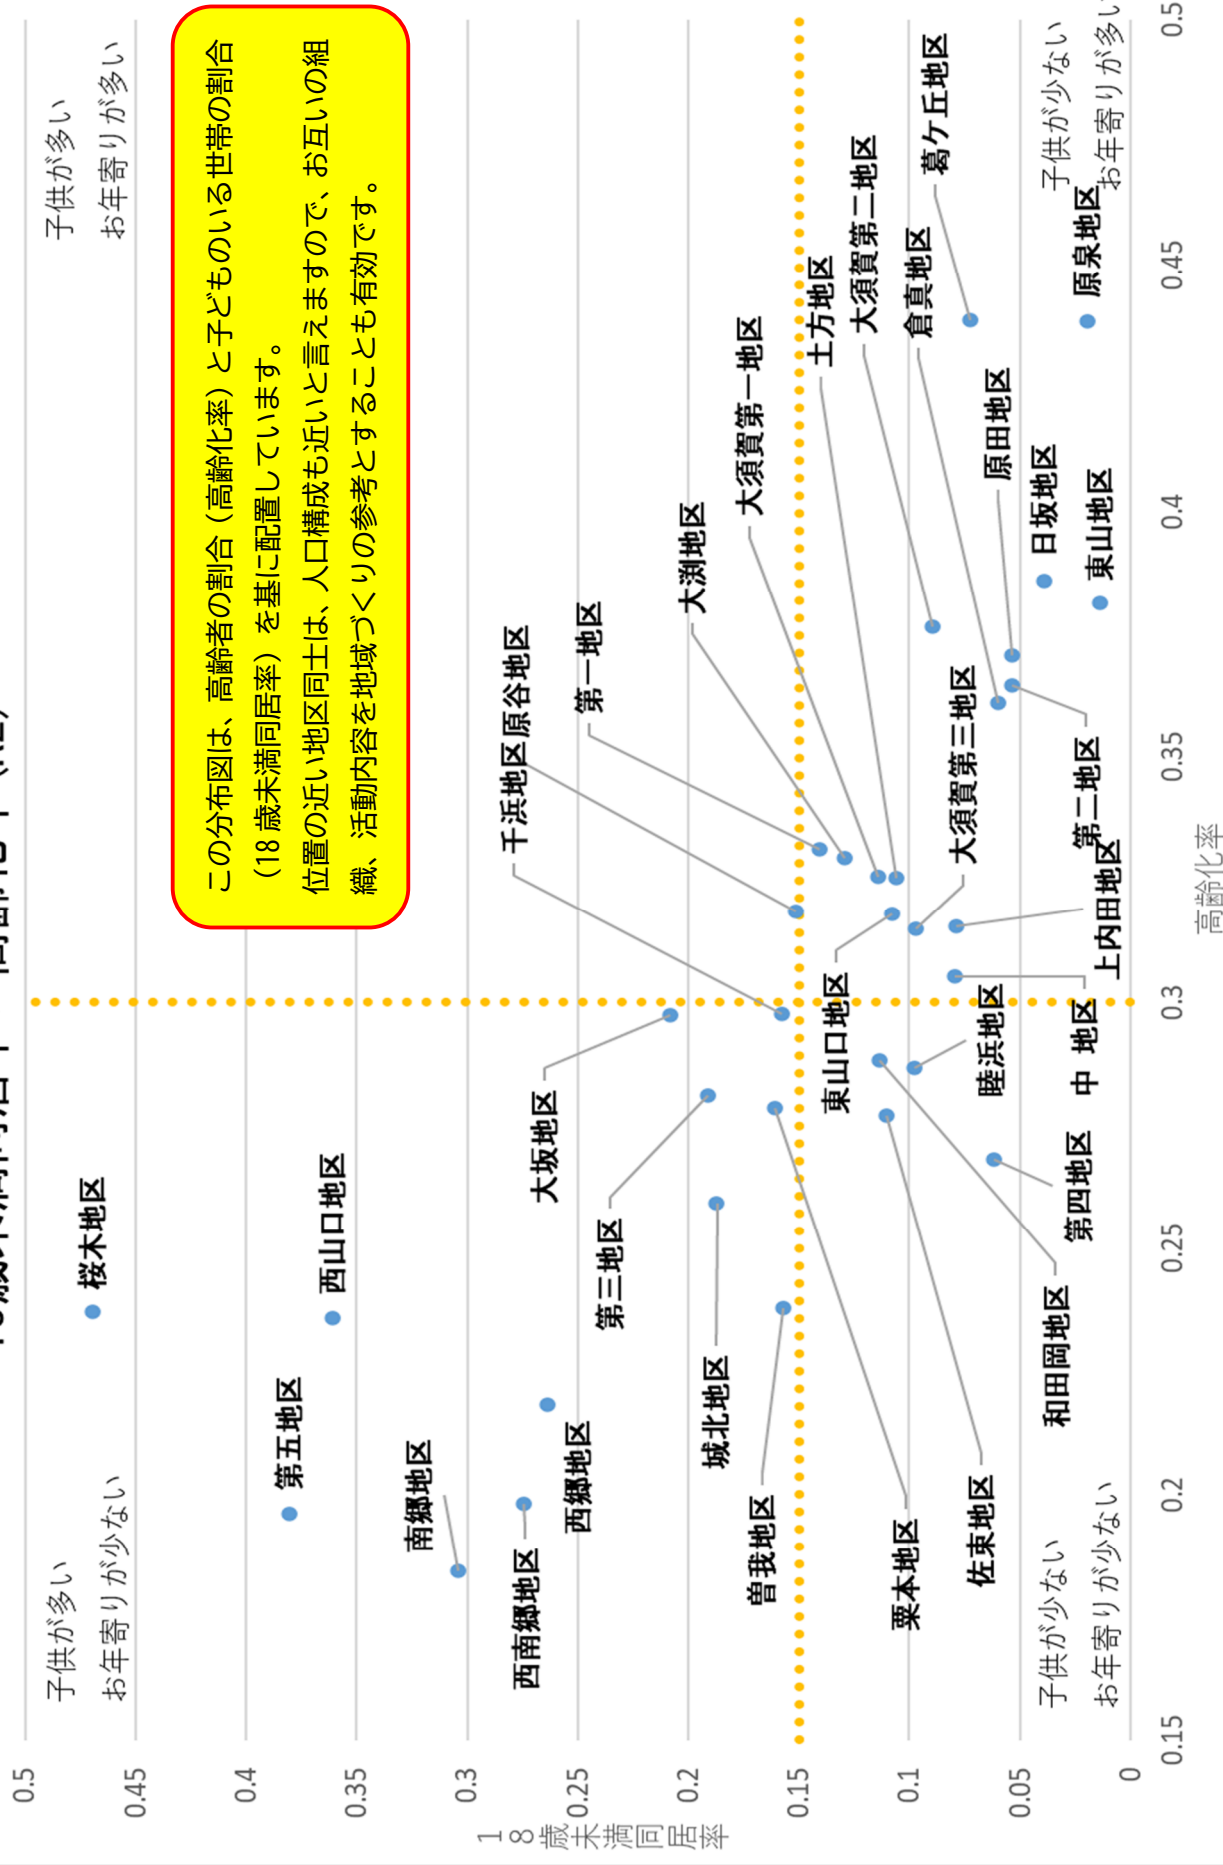 子供が多い
お年寄りが少ない
子供が多い
お年寄りが多い
この分布図は、高齢者の割合（高齢化率）と子どものいる世帯の割合
（18 歳未満同居率）を基に配置しています。
位置の近い地区同士は、人口構成も近いと言えますので、お互いの組
織、活動内容を地域づくりの参考とすることも有効です。
0.5
0.45
0.4
0.35
0.3
0.25
0.2
0.15
0.1
0.05
0
１８歳未満同居率
桜木地区
第五地区
西山口地区
南郷地区
西南郷地区
西郷地区
千浜地区
原谷地区
大坂地区
第一地区
第三地区
大渕地区
城北地区
大須賀第一地区
曽我地区
土方地区
東山口地区
大須賀第二地区
粟本地区
倉真地区
葛ケ丘地区
大須賀第三地区
佐束地区
睦浜地区
原田地区
日坂地区
和田岡地区
第四地区
中 地区
第二地区
原泉地区
東山地区
上内田地区
子供が少ない
お年寄りが少ない
子供が少ない
お年寄りが多い
0.15
0.2
0.25
0.3
0.35
0.4
0.45
0.5
高齢化率